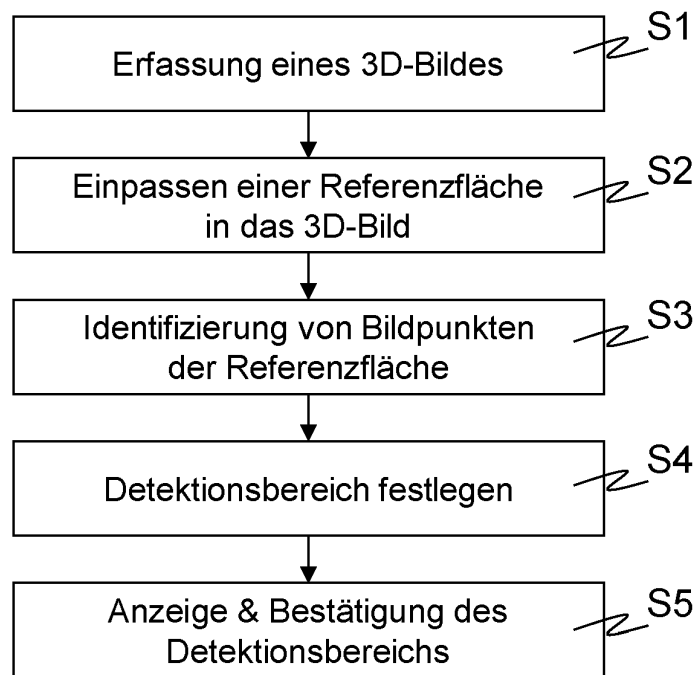 Erfassung eines 3D-Bildes
S1
Einpassen einer Referenzfläche
in das 3D-Bild
S2
Identifizierung von Bildpunkten
der Referenzfläche
S3
Detektionsbereich festlegen
S4
Anzeige & Bestätigung des
Detektionsbereichs
S5